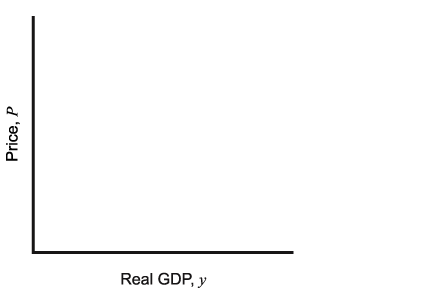 Price, P
Real GDP, y